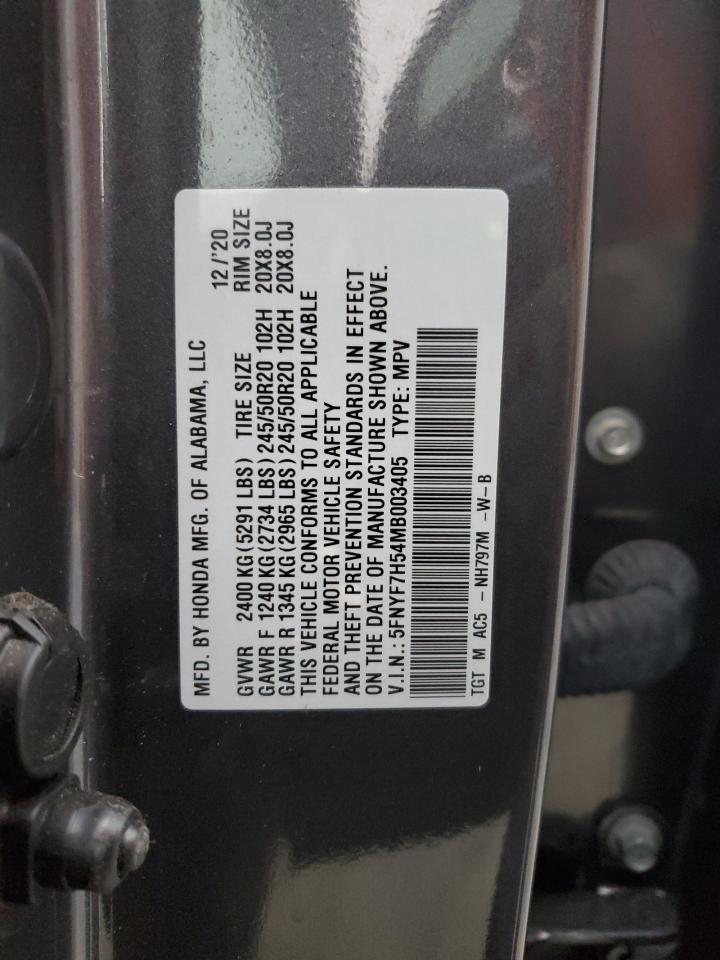 MFD. BY HONDA MFG. OF ALABAMA, LLC 12/'20
GVWR 2400 KG (5291 LBS) TIRE SIZE RIM SIZE
GAWR F 1240 KG (2734 LBS) 245/50R20 102H 20X8.0J
GAWR R 1345 KG (2965 LBS) 245/50R20 102H 20X8.0J
THIS VEHICLE CONFORMS TO ALL APPLICABLE
FEDERAL MOTOR VEHICLE SAFETY
AND THEFT PREVENTION STANDARDS IN EFFECT
ON THE DATE OF MANUFACTURE SHOWN ABOVE.
V.I.N.: 5FNYF7H54MB003405 TYPE: MPV
TGT M AC5 - NH797M -W-B